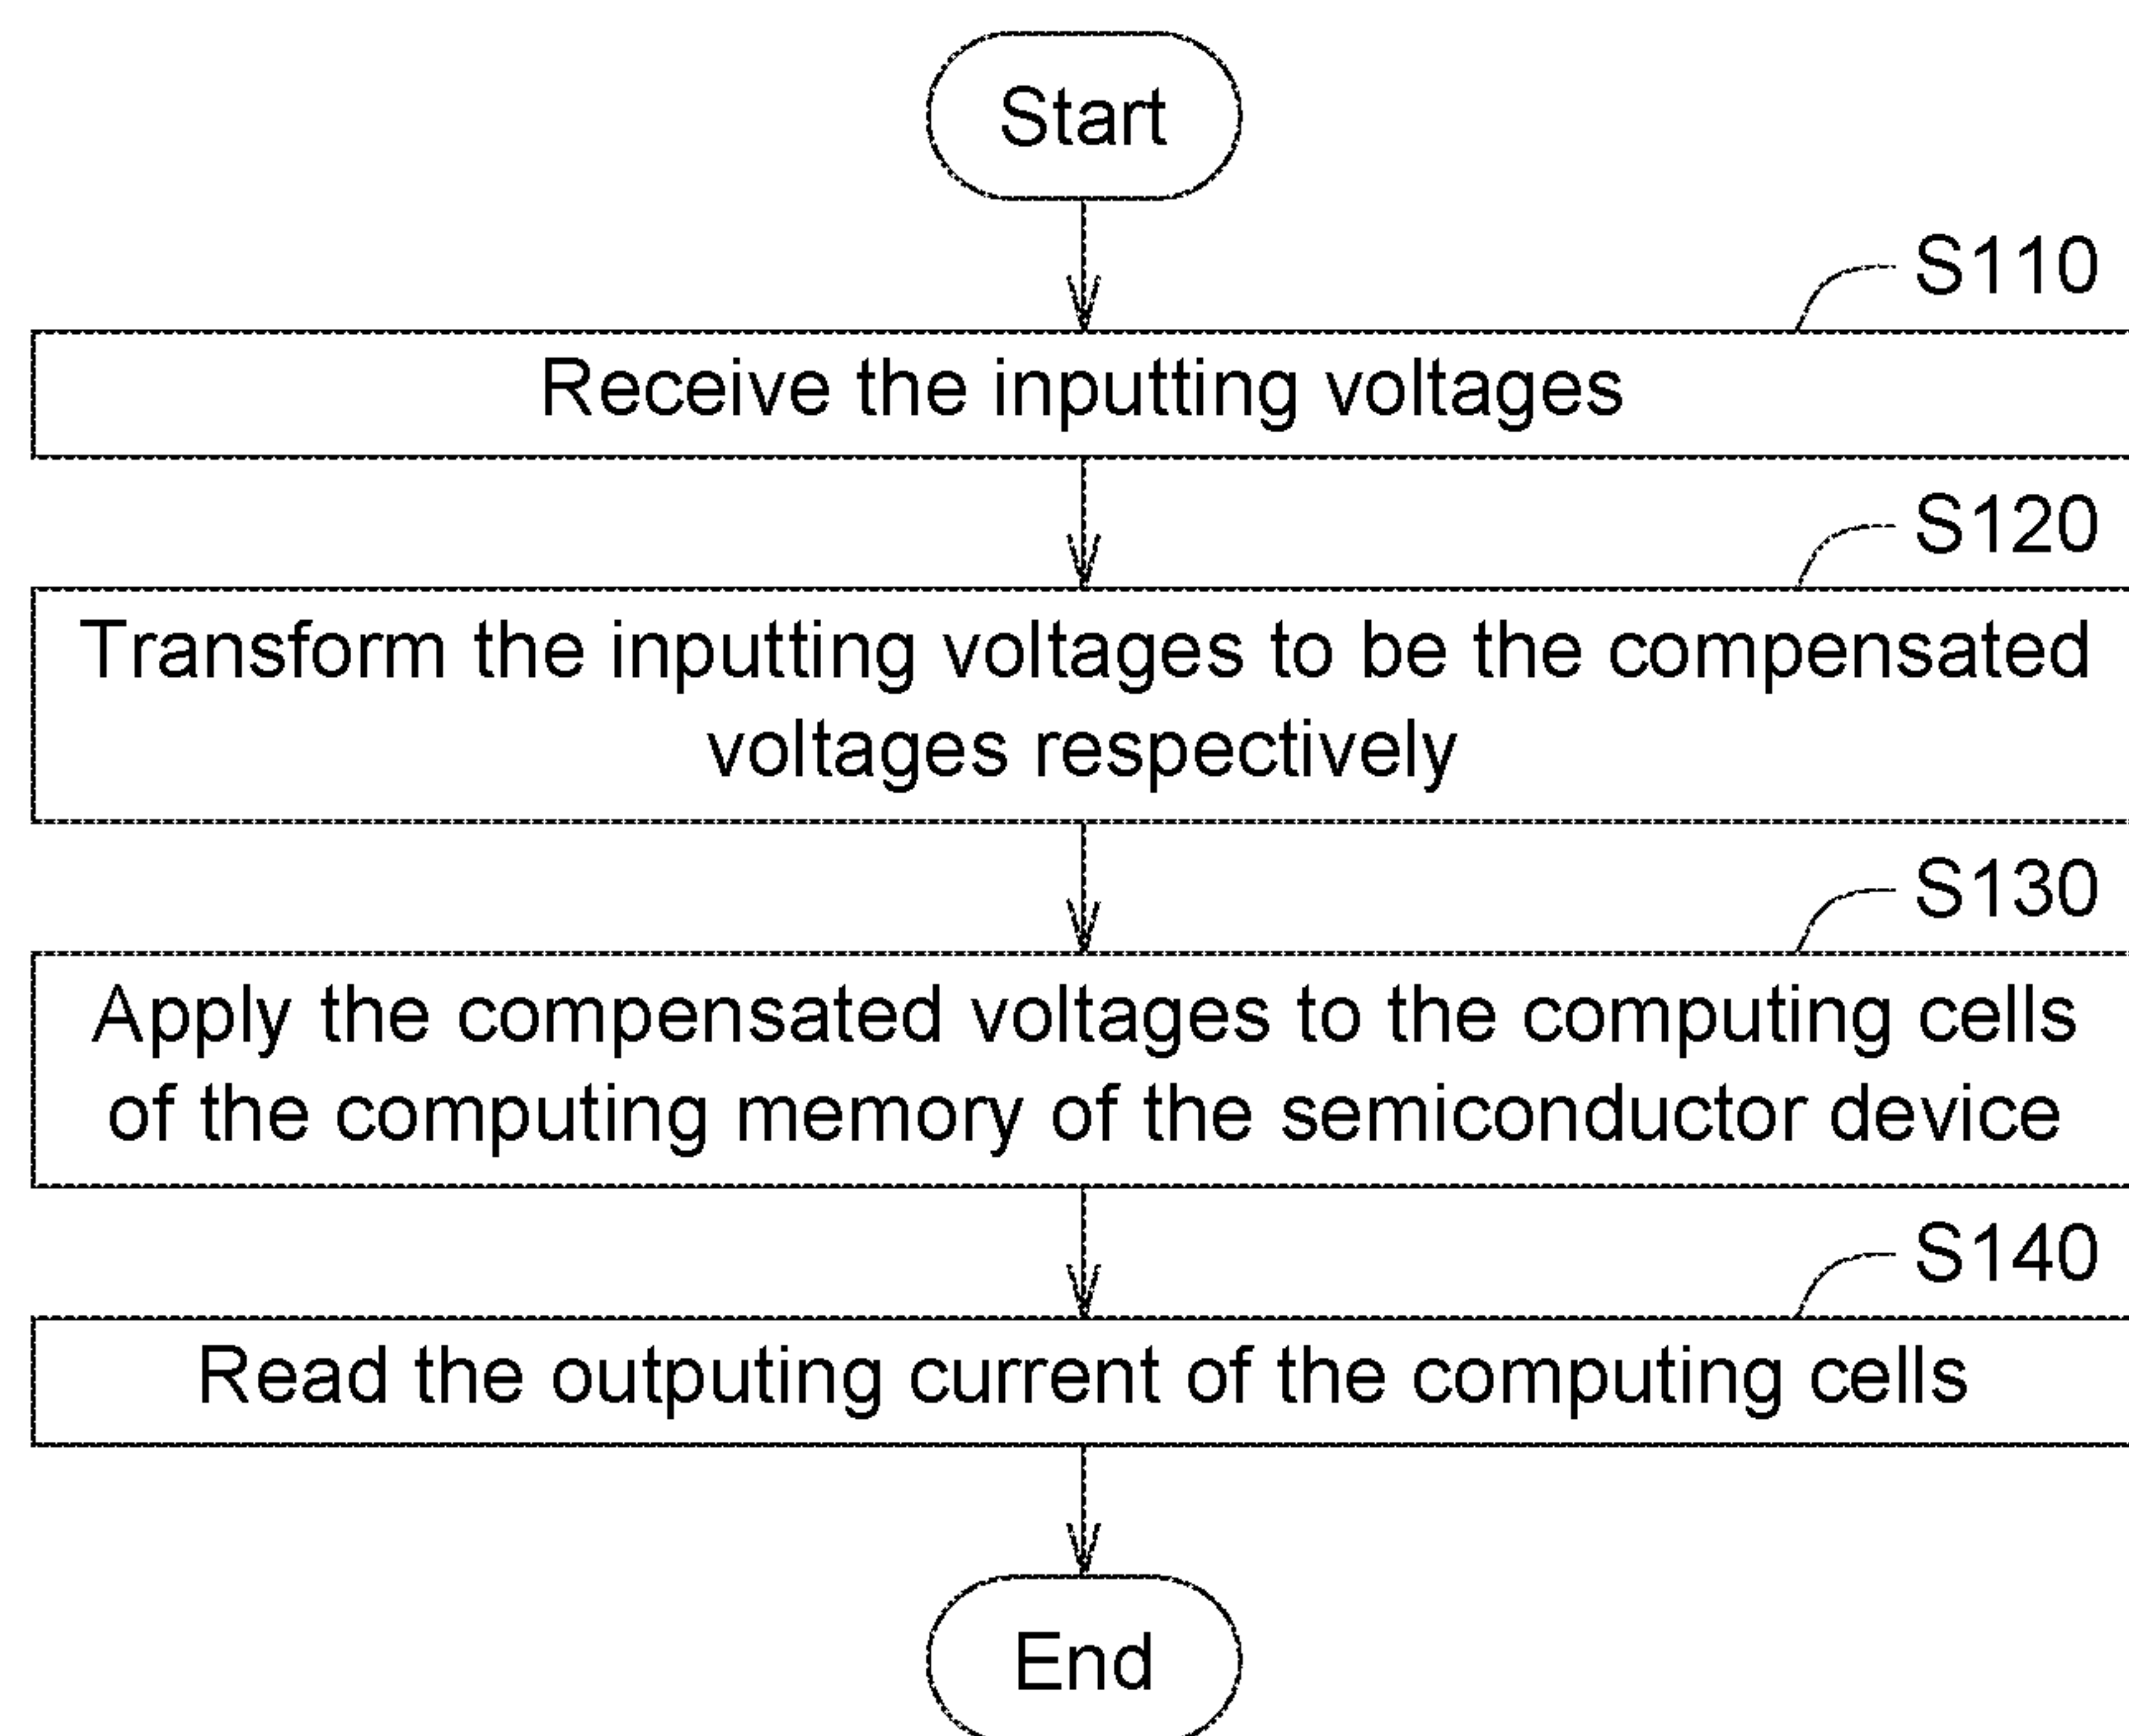 Start
S110
Receive the inputting voltages
S120
Transform the inputting voltages to be the compensated
voltages respectively
S130
Apply the compensated voltages to the computing cells
of the computing memory of the semiconductor device
S140
Read the outputing current of the computing cells
End